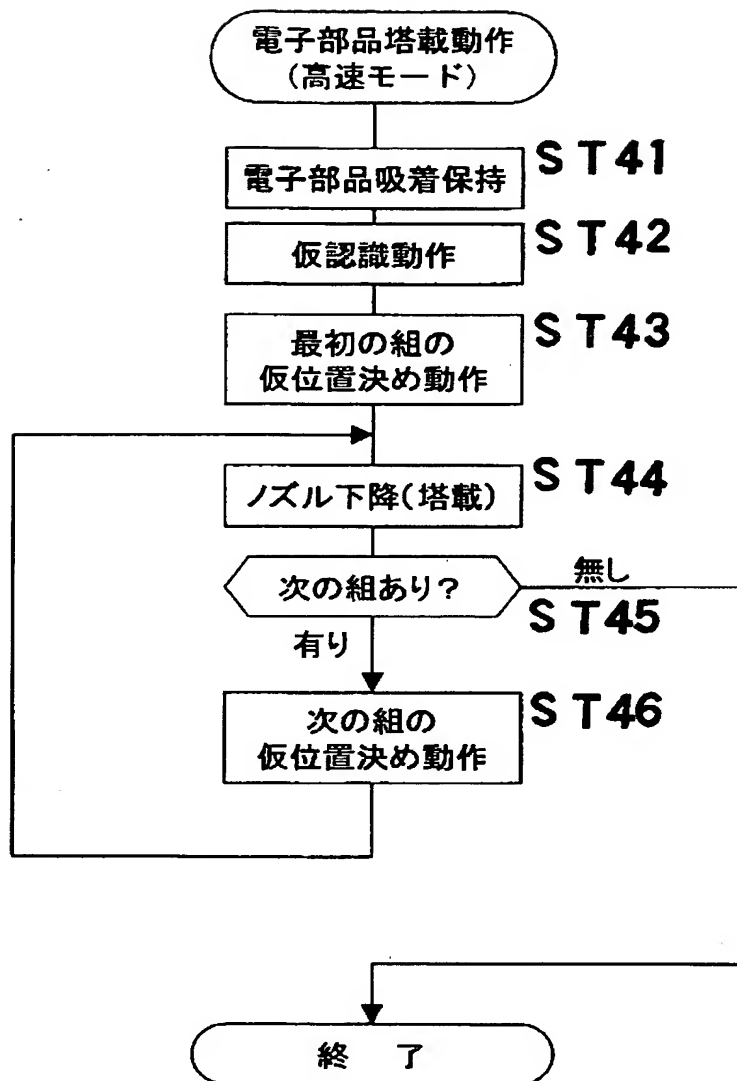 電子部品塔載動作
(高速モード)
電子部品吸着保持
ST41
仮認識動作
ST42
最初の組の
仮位置決め動作
ST43
ノズル下降(塔載)
ST44
次の組あり?
無し
ST45
有り
次の組の
仮位置決め動作
ST46
終 了